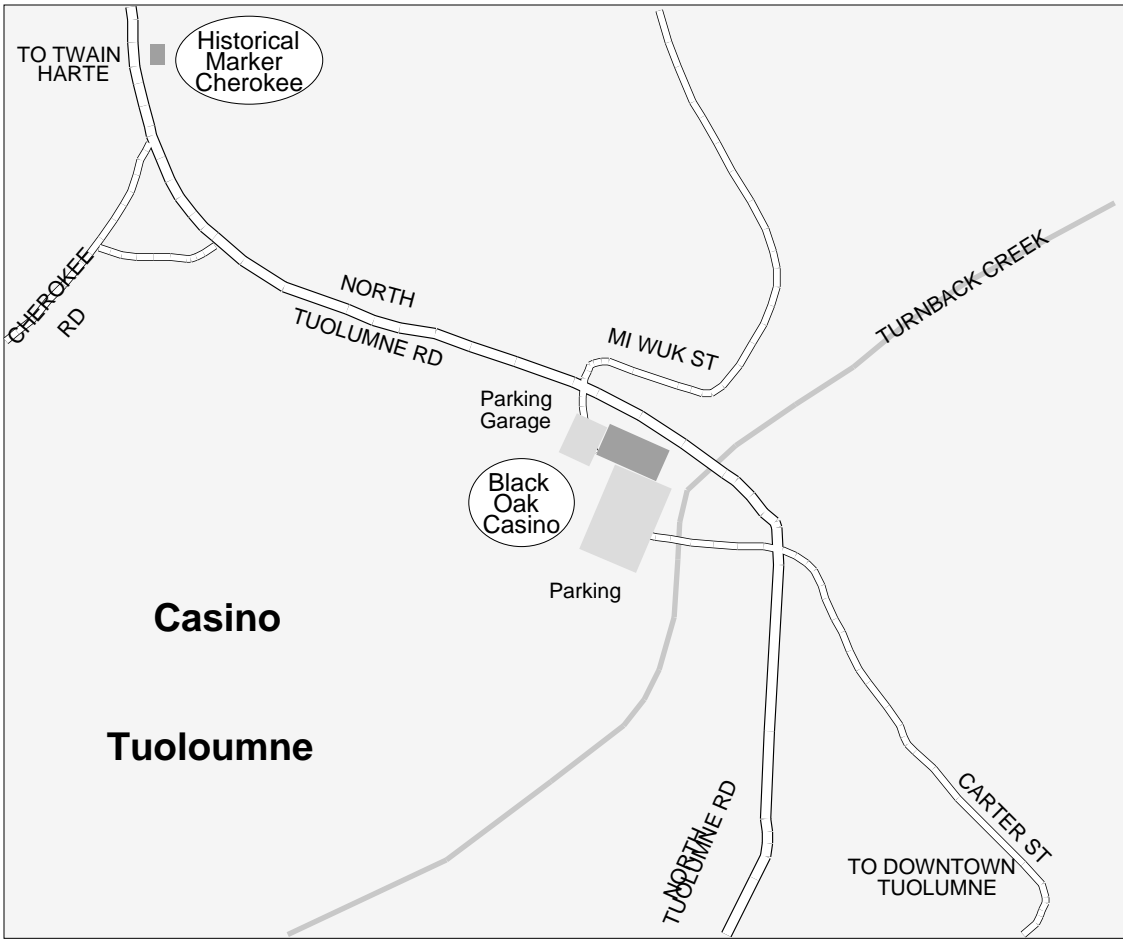 TO TWAIN
HARTE
Historical
Marker
Cherokee
CHEROKEE
RD
NORTH
TUOLUMNE RD
MI WUK ST
TURNBACK CREEK
Parking
Garage
Black
Oak
Casino
Parking
Casino
Tuoloumne
NORTH
TUOLUMNE RD
CARTER ST
TO DOWNTOWN
TUOLUMNE